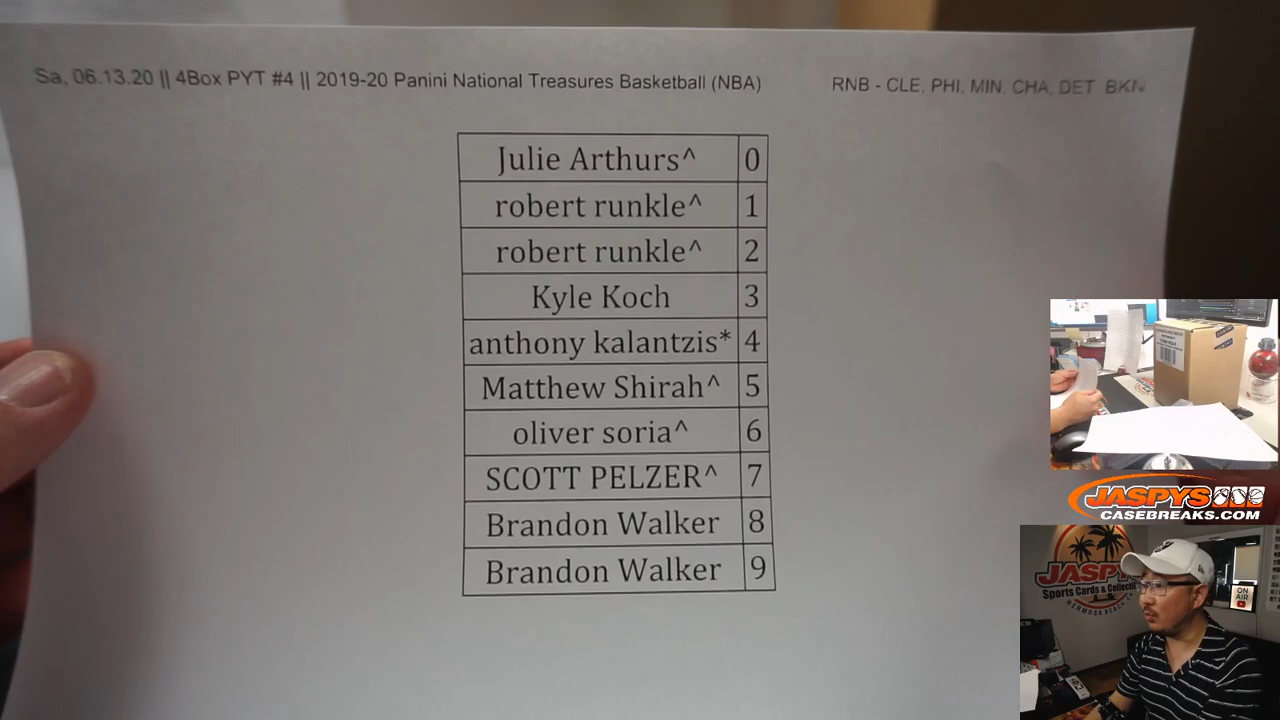 Sa, 06.13.20 || 4Box PYT #4 || 2019-20 Panini National Treasures Basketball (NBA) RNB - CLE, PHI, MIN, CHA, DET BKN
Julie Arthurs^ 0
robert runkle^ 1
robert runkle^ 2
Kyle Koch 3
anthony kalantzis* 4
Matthew Shirah^ 5
oliver soria^ 6
SCOTT PELZER^ 7
Brandon Walker 8
Brandon Walker 9
JASPYS
CASEBREAKS.COM
JASPY
Sports Cards &
HERMOSA BEACH
ON
AIR